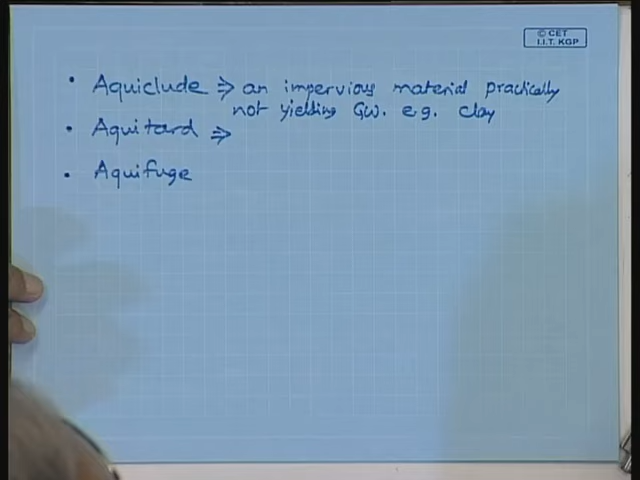 © CET
I.I.T. KGP
• Aquiclude ⇒ an impervious material practically
not yielding GW. e.g. clay
• Aquitard ⇒
• Aquifuge